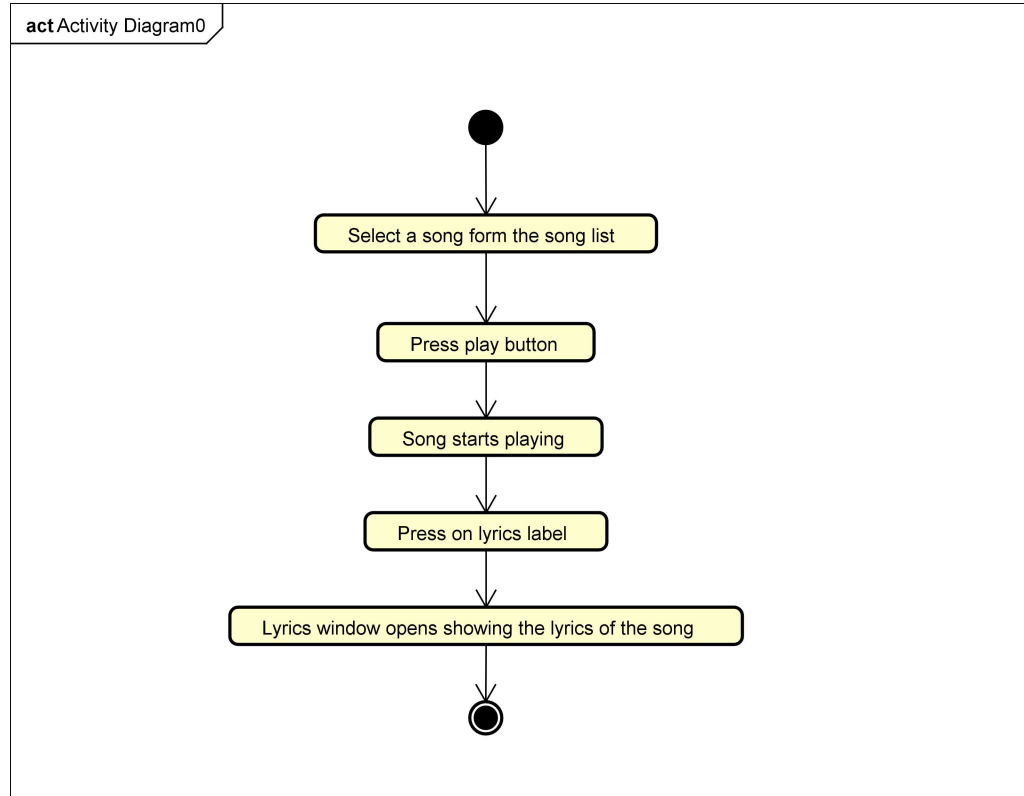 act Activity Diagram0
Select a song form the song list
Press play button
Song starts playing
Press on lyrics label
Lyrics window opens showing the lyrics of the song